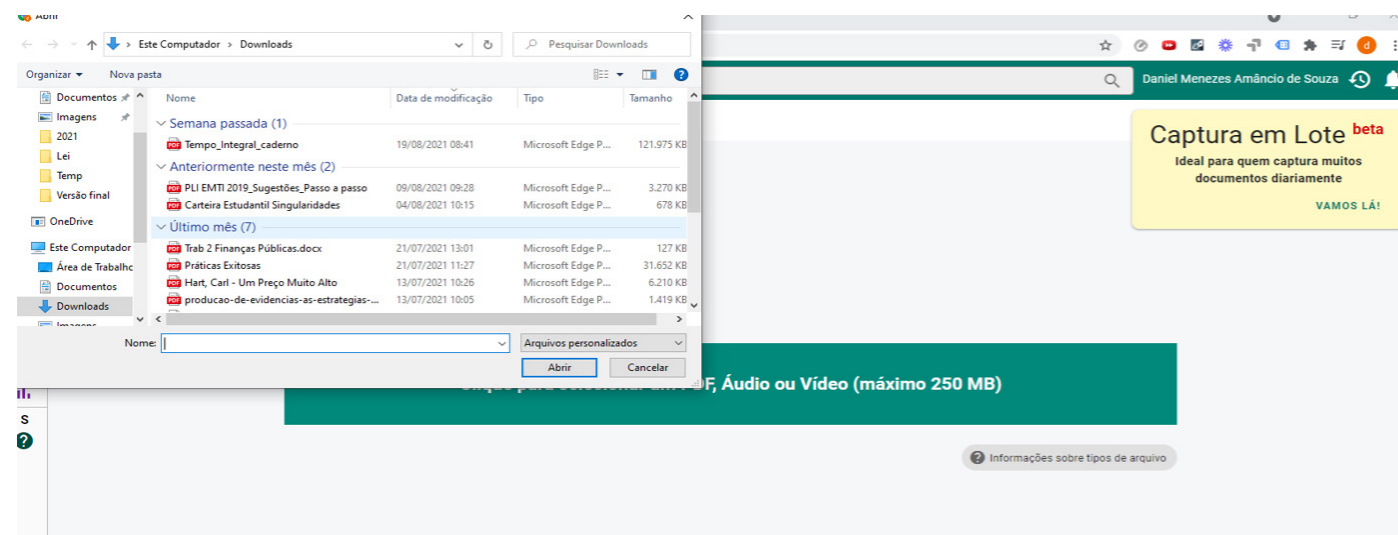 Abrir
Este Computador > Downloads
Pesquisar Downloads
Organizar
Nova pasta
Documentos
Imagens
2021
Lei
Temp
Versão final
OneDrive
Este Computador
Área de Trabalhc
Documentos
Downloads
Imagens
Nome Data de modificação Tipo Tamanho
Semana passada (1)
Tempo_Integral_caderno 19/08/2021 08:41 Microsoft Edge P... 121.975 KB
Anteriormente neste mês (2)
PLI EMTI 2019_Sugestões_Passo a passo 09/08/2021 09:28 Microsoft Edge P... 3.270 KB
Carteira Estudantil Singularidades 04/08/2021 10:15 Microsoft Edge P... 678 KB
Último mês (7)
Trab 2 Finanças Públicas.docx 21/07/2021 13:01 Microsoft Edge P... 127 KB
Práticas Exitosas 21/07/2021 11:27 Microsoft Edge P... 31.652 KB
Hart, Carl - Um Preço Muito Alto 13/07/2021 10:26 Microsoft Edge P... 6.210 KB
producao-de-evidencias-as-estrategias-... 13/07/2021 10:05 Microsoft Edge P... 1.419 KB
Nome:
Arquivos personalizados
Abrir
Cancelar
d
Daniel Menezes Amâncio de Souza
Captura em Lote beta
Ideal para quem captura muitos
documentos diariamente
VAMOS LÁ!
F, Áudio ou Vídeo (máximo 250 MB)
S
Informações sobre tipos de arquivo